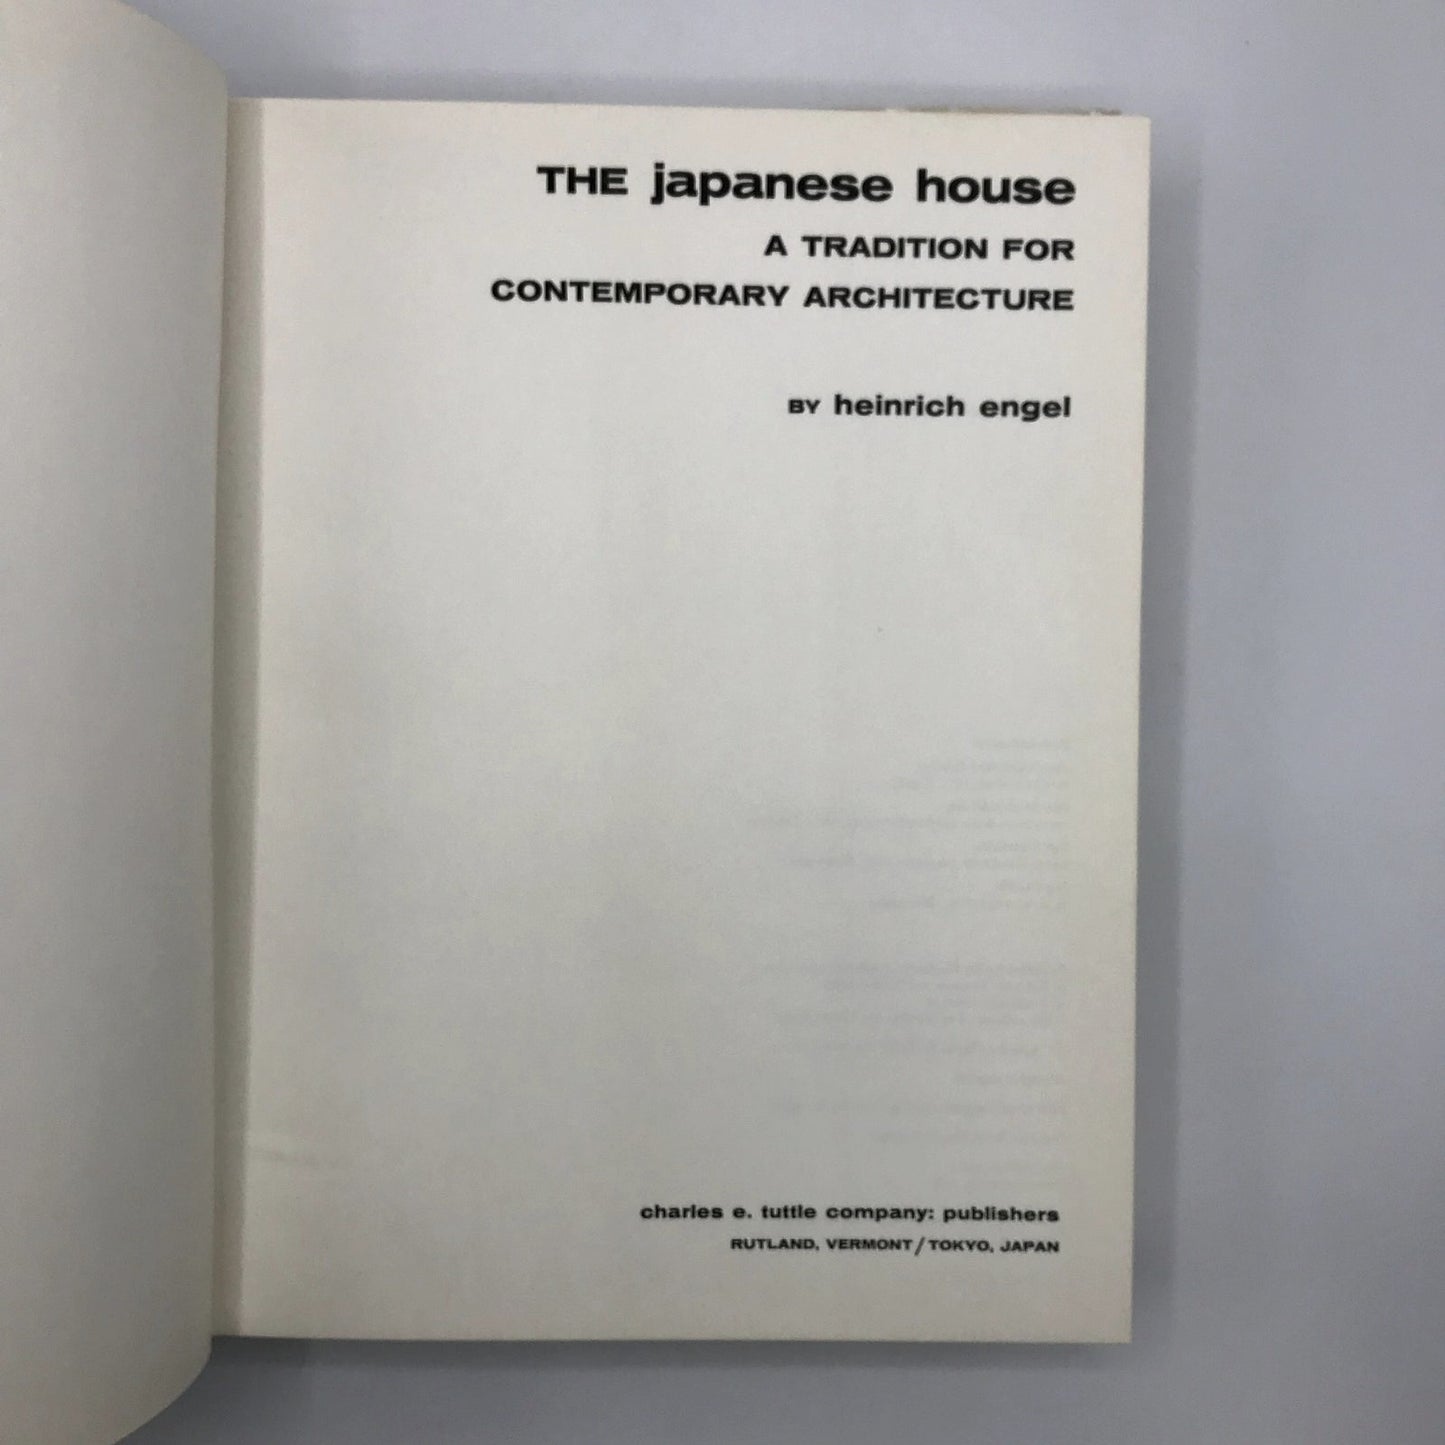 THE japanese house
A TRADITION FOR
CONTEMPORARY ARCHITECTURE
BY heinrich engel
charles e. tuttle company: publishers
RUTLAND, VERMONT/TOKYO, JAPAN